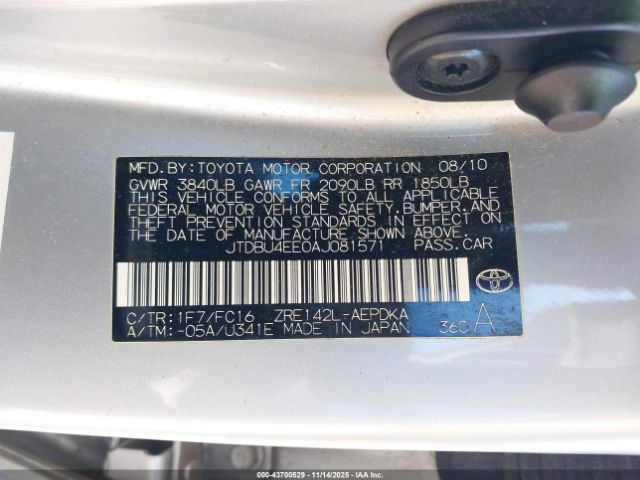 MFD. BY: TOYOTA MOTOR CORPORATION 08/10
GVWR 3840LB GAWR FR 2090LB RR 1850LB
THIS VEHICLE CONFORMS TO ALL APPLICABLE
FEDERAL MOTOR VEHICLE SAFETY, BUMPER, AND
THEFT PREVENTION STANDARDS IN EFFECT ON
THE DATE OF MANUFACTURE SHOWN ABOVE.
JTDBU4EE0AJ081571 PASS. CAR
C/TR: 1F7/FC16 ZRE142L-AEPDKA
A/TM: -05A/U341E MADE IN JAPAN 36C A
000-43700529 - 11/14/2025 - IAAI.COM